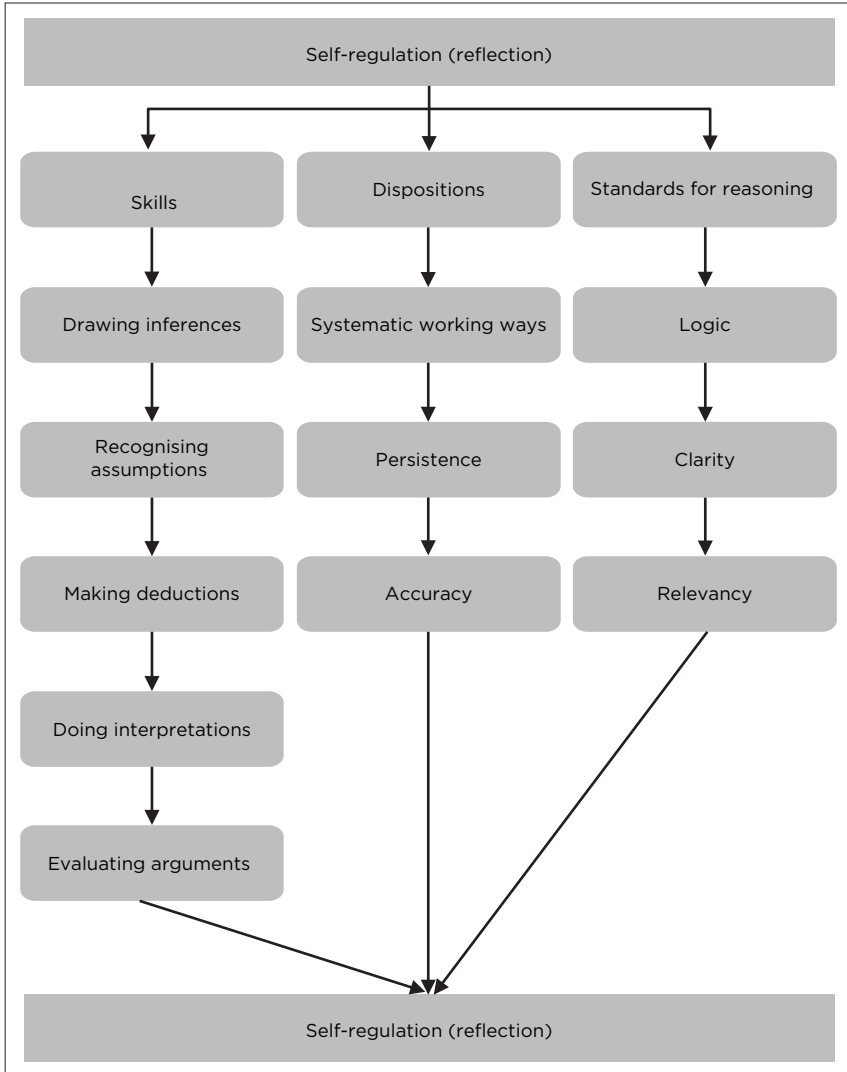 Self-regulation (reflection)
Skills
Dispositions
Standards for reasoning
Drawing inferences
Systematic working ways
Logic
Recognising
assumptions
Persistence
Clarity
Making deductions
Accuracy
Relevancy
Doing interpretations
Evaluating arguments
Self-regulation (reflection)